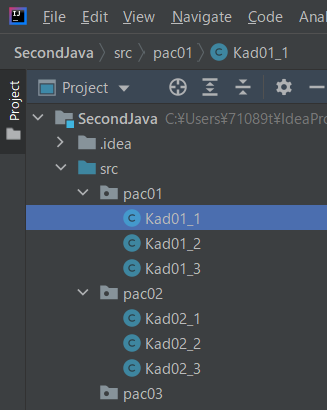 IJ File Edit View Navigate Code Anal
SecondJava src pac01 Kad01_1
Project
Project
SecondJava C:¥Users¥71089t¥IdeaPro
.idea
src
pac01
C Kad01_1
C Kad01_2
C Kad01_3
pac02
C Kad02_1
C Kad02_2
C Kad02_3
pac03